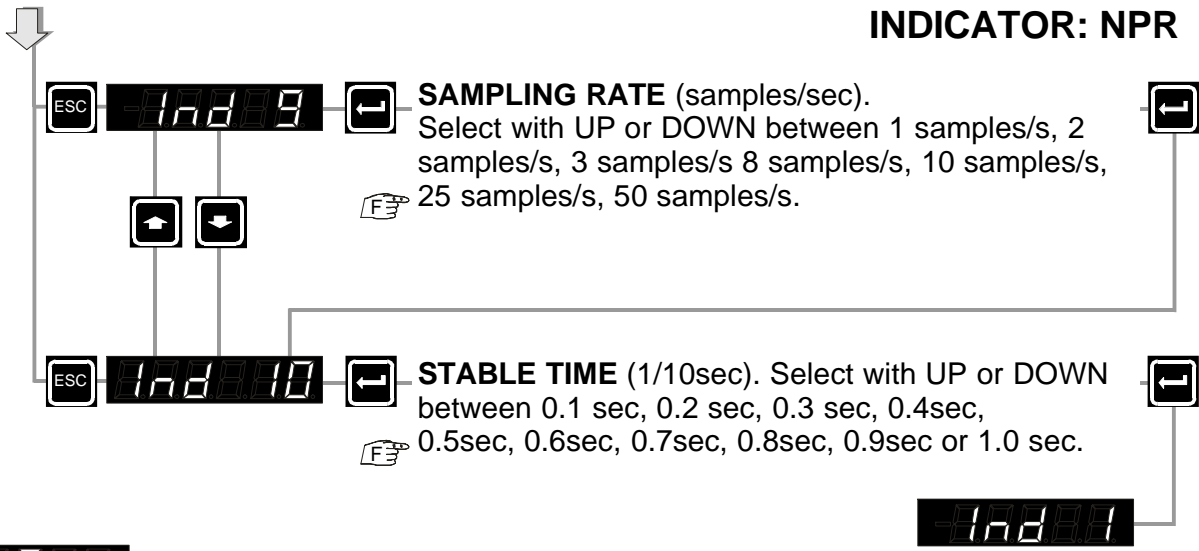 INDICATOR: NPR
ESC Ind 9 SAMPLING RATE (samples/sec).
Select with UP or DOWN between 1 samples/s, 2
samples/s, 3 samples/s 8 samples/s, 10 samples/s,
F 25 samples/s, 50 samples/s.
ESC Ind 10 STABLE TIME (1/10sec). Select with UP or DOWN
between 0.1 sec, 0.2 sec, 0.3 sec, 0.4sec,
F 0.5sec, 0.6sec, 0.7sec, 0.8sec, 0.9sec or 1.0 sec.
Ind 1